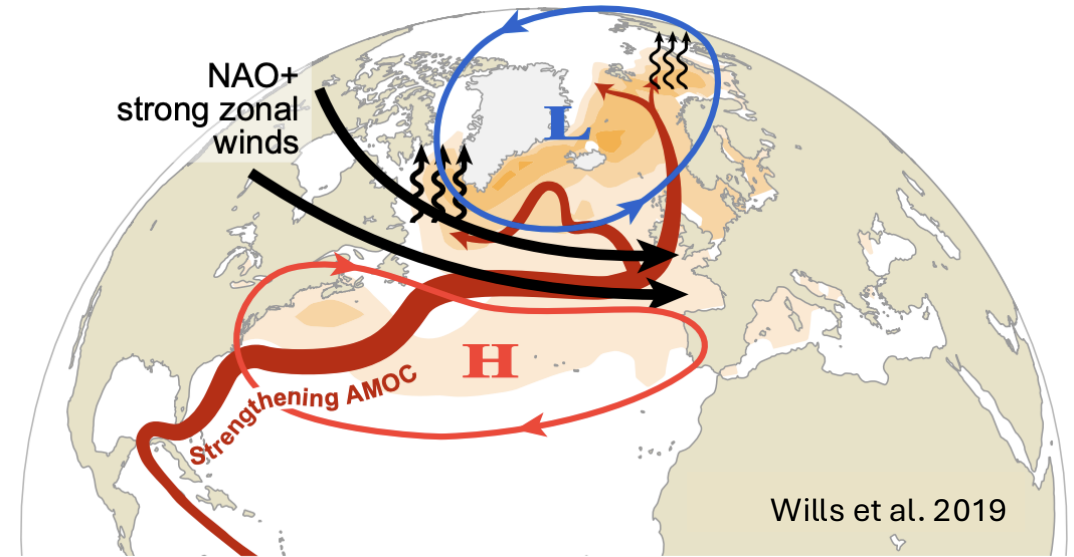 NAO+
strong zonal
winds
L
H
Strengthening AMOC
Wills et al. 2019